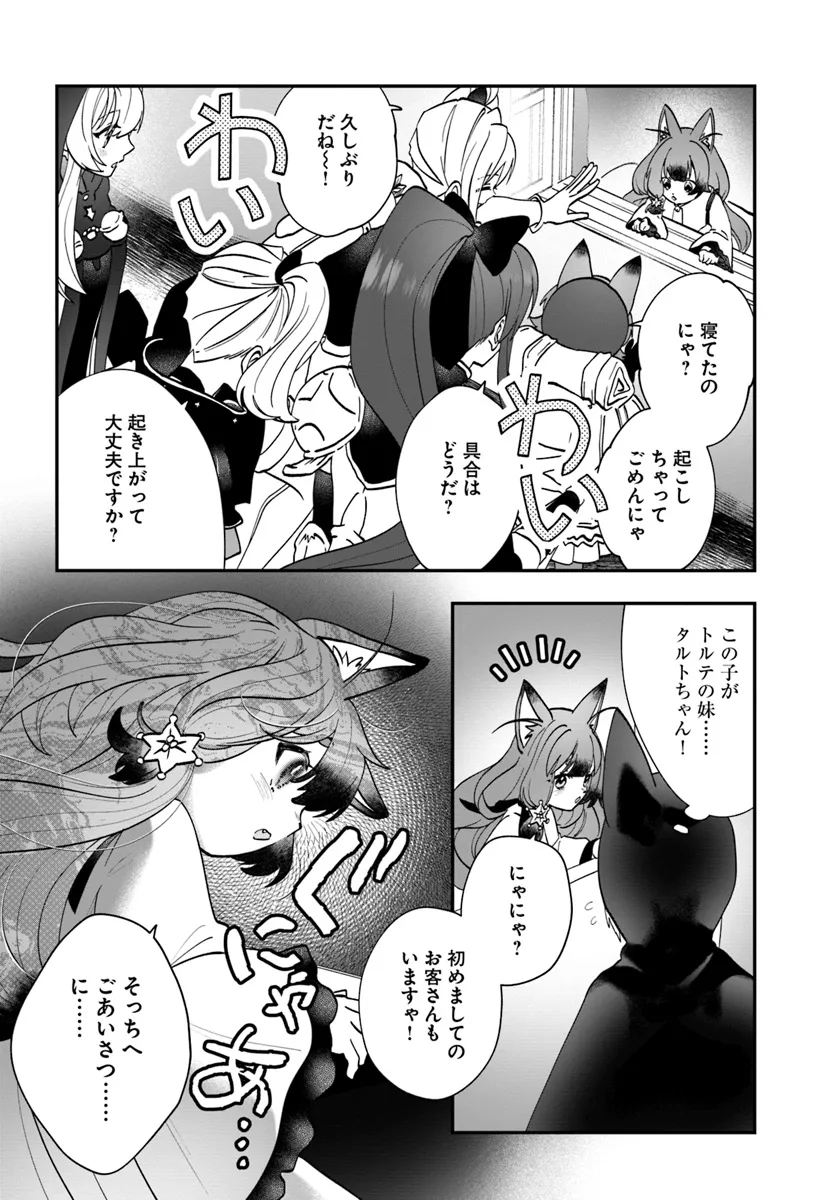 寝てたの
にゃ？
起こし
ちゃって
ごめんにゃ
久しぶり
だね〜！
わい
わい
具合は
どうだ？
起き上がって
大丈夫ですか？
この子が
トルテの妹……
タルトちゃん！
にゃにゃ？
初めましての
お客さんも
いますゃ！
ぐにゃあ…
そっちへ
ごあいさつ
に……